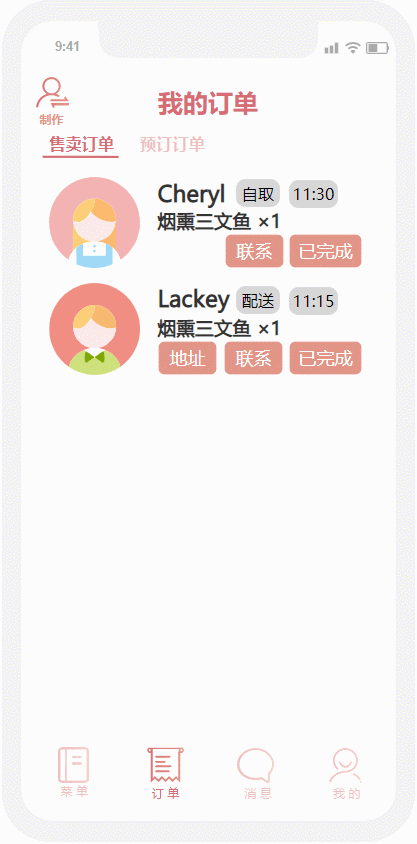 9:41
我的订单
制作
售卖订单 预订订单
Cheryl 自取 11:30
烟熏三文鱼 ×1
联系 已完成
Lackey 配送 11:15
烟熏三文鱼 ×1
地址 联系 已完成
菜单 订单 消息 我的